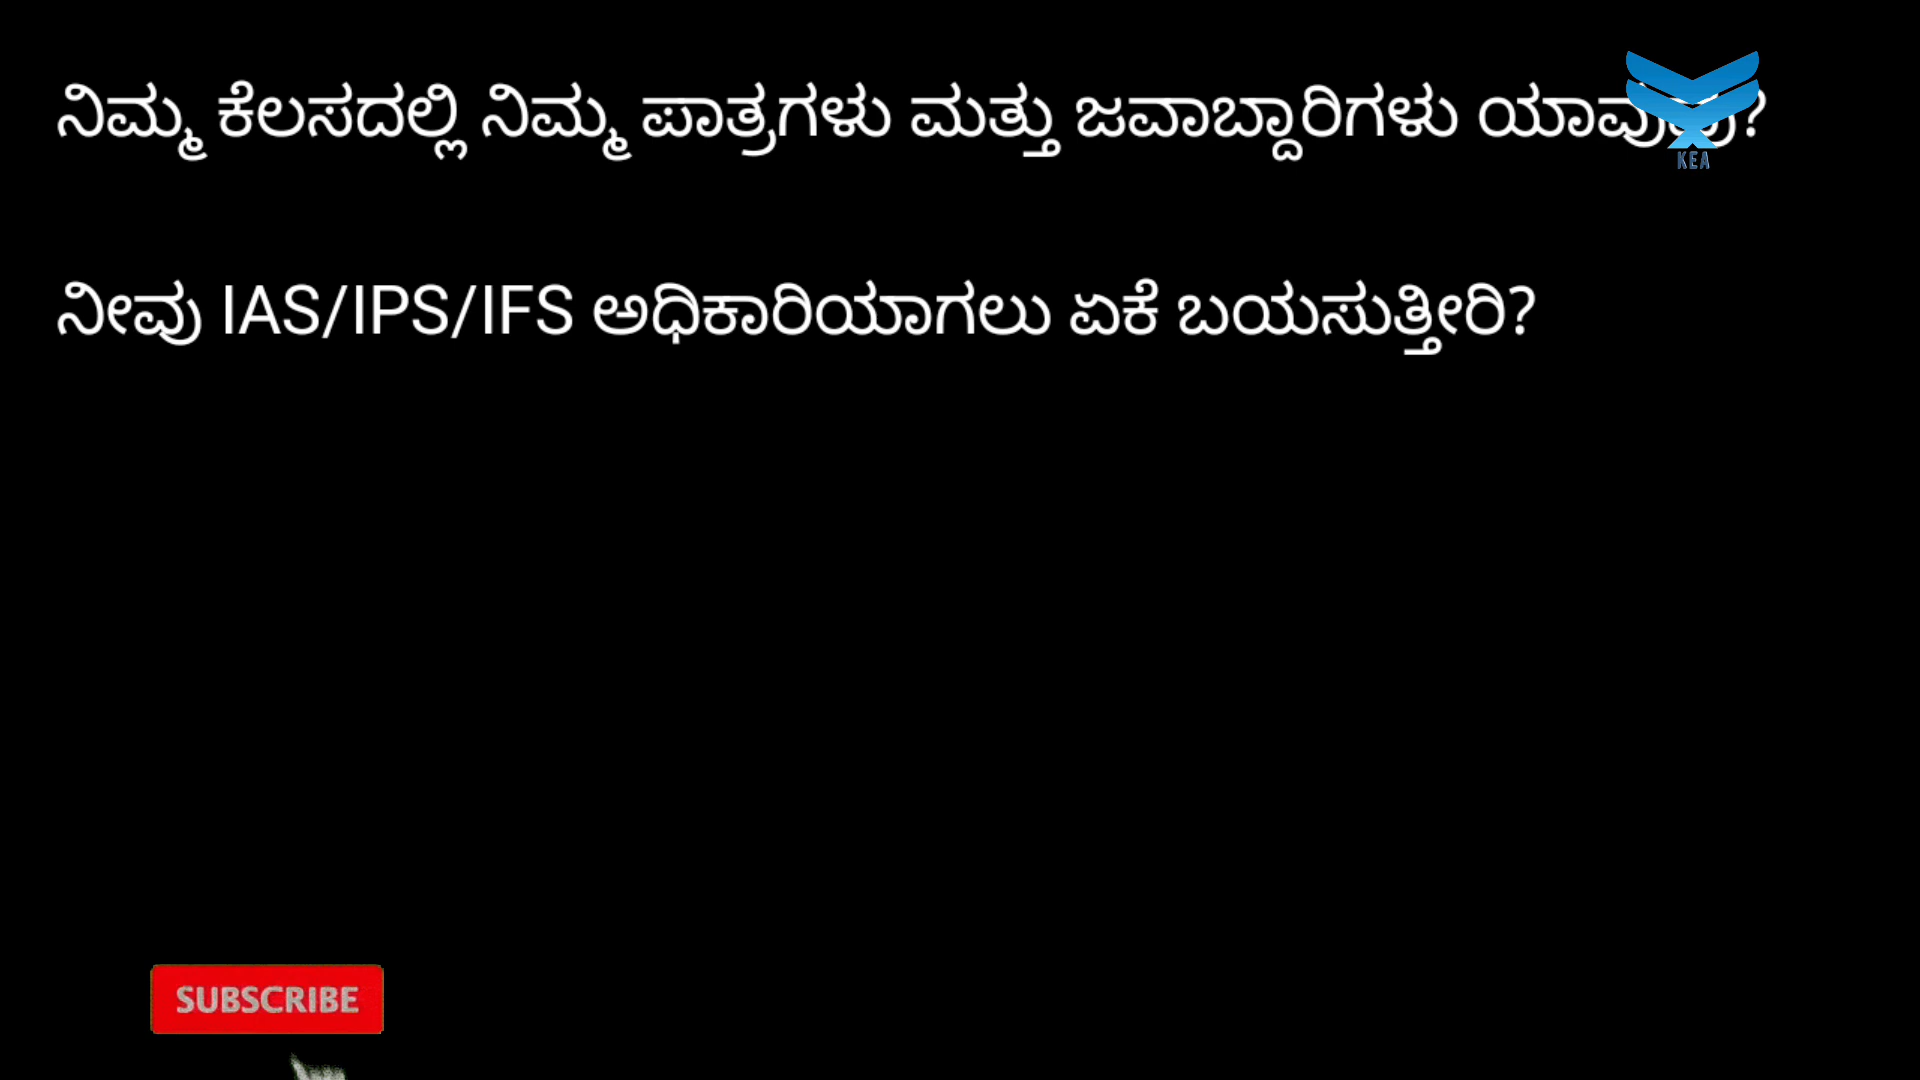 ನಿಮ್ಮ ಕೆಲಸದಲ್ಲಿ ನಿಮ್ಮ ಪಾತ್ರಗಳು ಮತ್ತು ಜವಾಬ್ದಾರಿಗಳು ಯಾವುವು?
KEA
ನೀವು IAS/IPS/IFS ಅಧಿಕಾರಿಯಾಗಲು ಏಕೆ ಬಯಸುತ್ತೀರಿ?
SUBSCRIBE